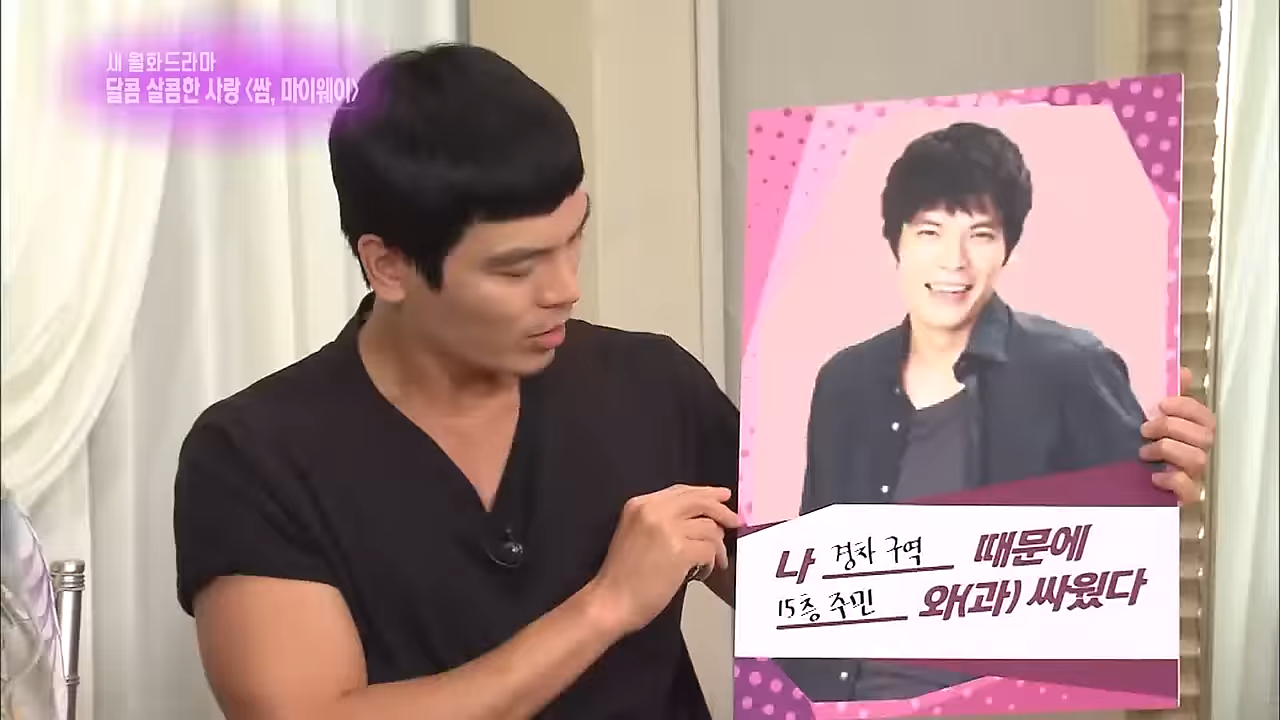 새 월화드라마
달콤 살콤한 사랑 <쌈, 마이웨이>
나 경차 구역 때문에
15층 주민 와(과) 싸웠다